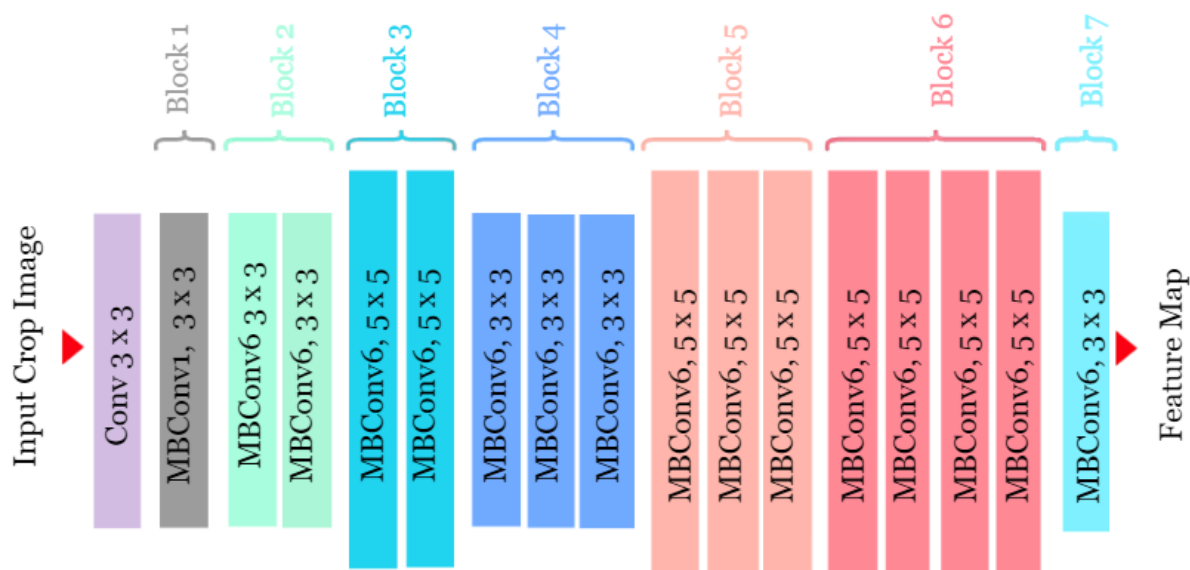 Input Crop Image
Conv 3 x 3
Block 1
MBConv1, 3 x 3
Block 2
MBConv6 3 x 3
MBConv6, 3 x 3
Block 3
MBConv6, 5 x 5
MBConv6, 5 x 5
Block 4
MBConv6, 3 x 3
MBConv6, 3 x 3
MBConv6, 3 x 3
Block 5
MBConv6, 5 x 5
MBConv6, 5 x 5
MBConv6, 5 x 5
Block 6
MBConv6, 5 x 5
MBConv6, 5 x 5
MBConv6, 5 x 5
MBConv6, 5 x 5
Block 7
MBConv6, 3 x 3
Feature Map